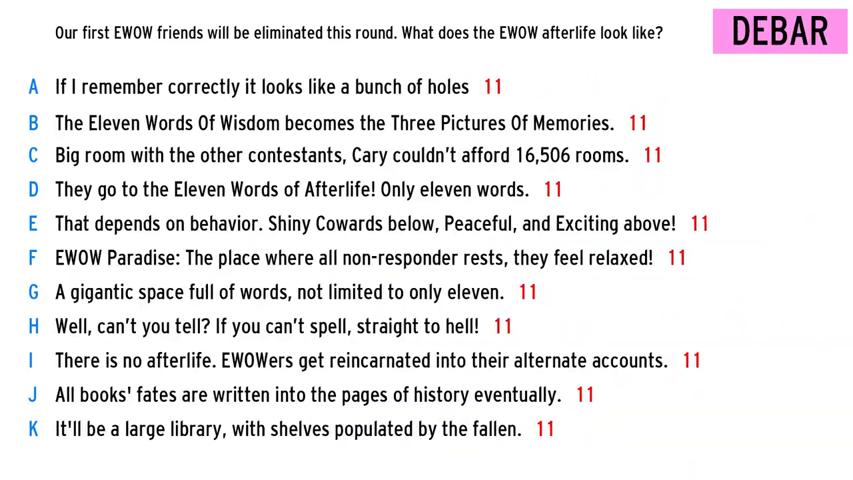 Our first EWOW friends will be eliminated this round. What does the EWOW afterlife look like?
DEBAR
A If I remember correctly it looks like a bunch of holes 11
B The Eleven Words Of Wisdom becomes the Three Pictures Of Memories. 11
C Big room with the other contestants, Cary couldn't afford 16,506 rooms. 11
D They go to the Eleven Words of Afterlife! Only eleven words. 11
E That depends on behavior. Shiny Cowards below, Peaceful, and Exciting above! 11
F EWOW Paradise: The place where all non-responder rests, they feel relaxed! 11
G A gigantic space full of words, not limited to only eleven. 11
H Well, can't you tell? If you can't spell, straight to hell! 11
I There is no afterlife. EWOWers get reincarnated into their alternate accounts. 11
J All books' fates are written into the pages of history eventually. 11
K It'll be a large library, with shelves populated by the fallen. 11